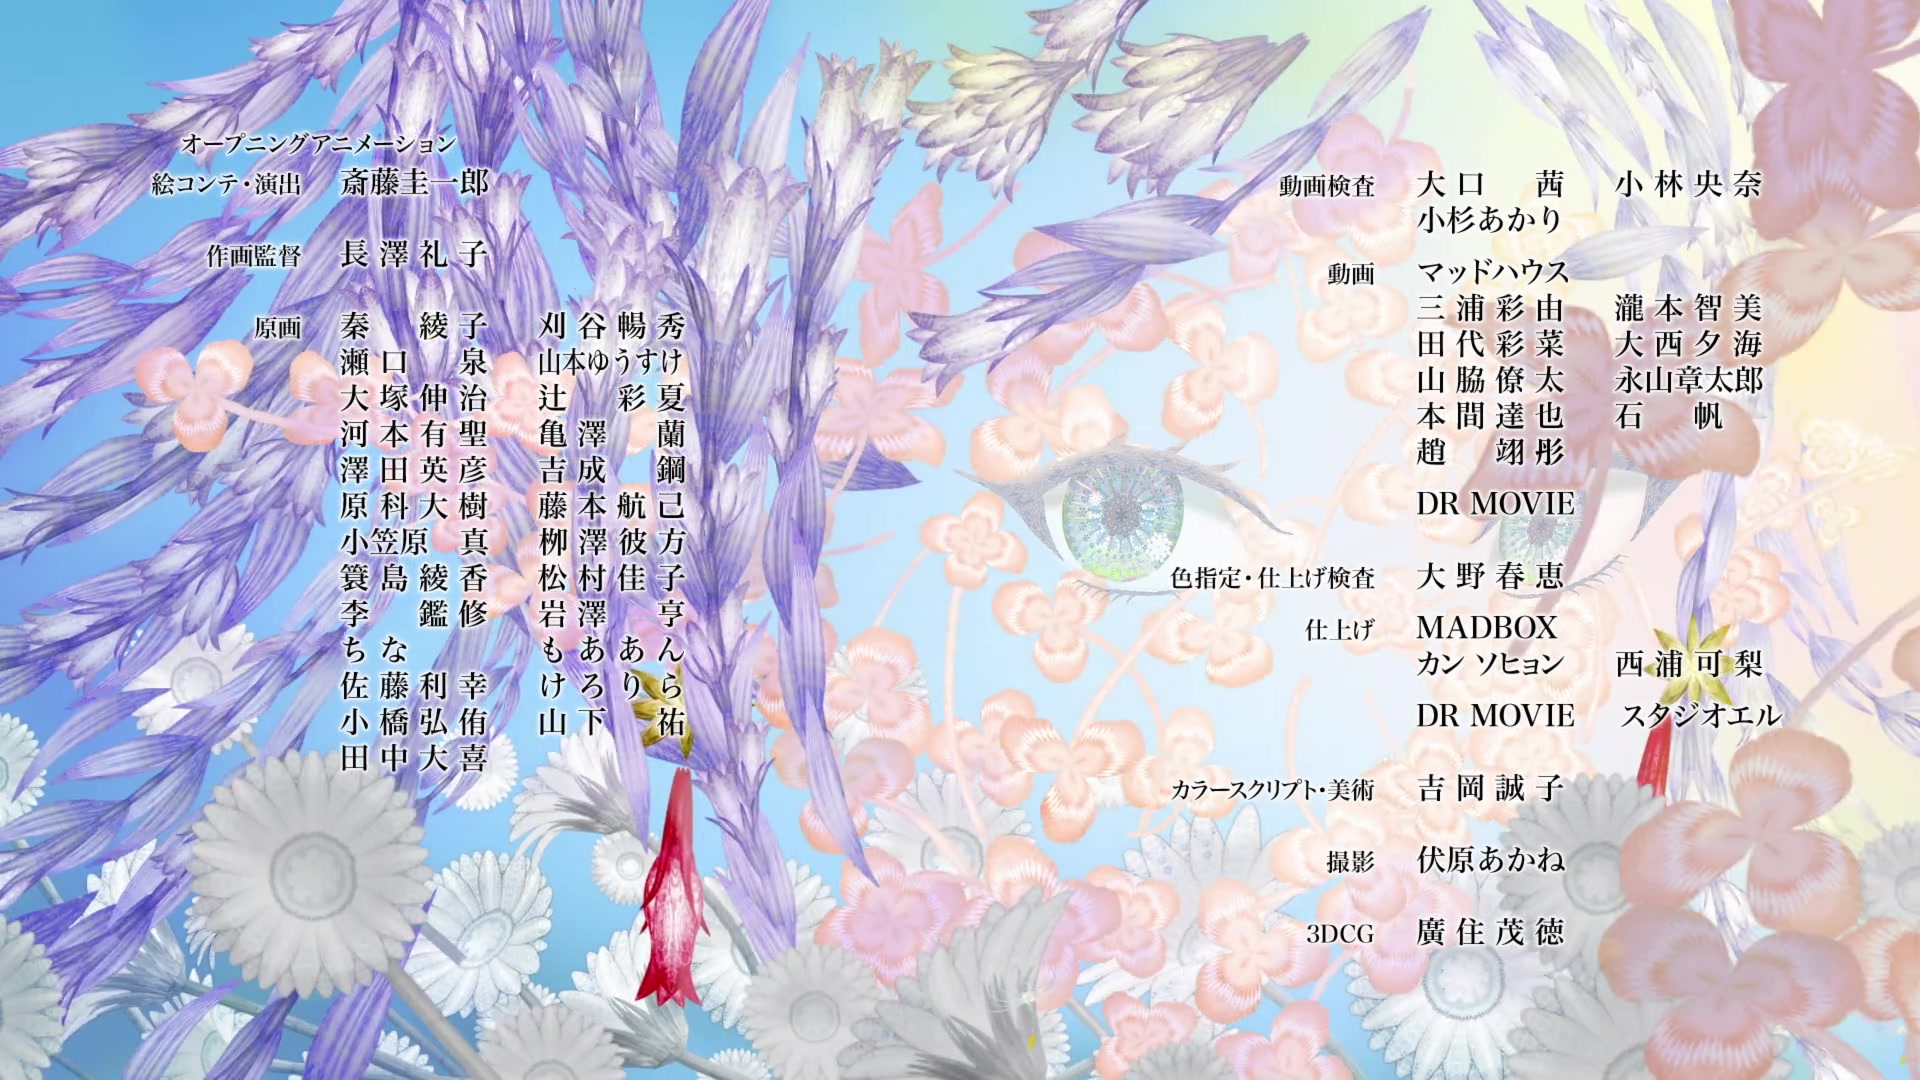 オープニングアニメーション
絵コンテ・演出 斎藤圭一郎
作画監督 長澤礼子
原画 秦 綾子 刈谷暢秀
瀬口 泉 山本ゆうすけ
大塚伸治 辻 彩夏
河本有聖 亀澤 蘭
澤田英彦 吉成 鋼
原科大樹 藤本航己
小笠原 真 栁澤彼方
簑島綾香 松村佳子
李 鑑修 岩澤 亨
ちな もああん
佐藤利幸 けろりら
小橋弘侑 山下 祐
田中大喜
動画検査 大口 茜 小林央奈
小杉あかり
動画 マッドハウス
三浦彩由 瀧本智美
田代彩菜 大西夕海
山脇僚太 永山章太郎
本間達也 石 帆
趙 翊彤
DR MOVIE
色指定・仕上げ検査 大野春恵
仕上げ MADBOX
カン ソヒョン 西浦可梨
DR MOVIE スタジオエル
カラースクリプト・美術 吉岡誠子
撮影 伏原あかね
3DCG 廣住茂徳